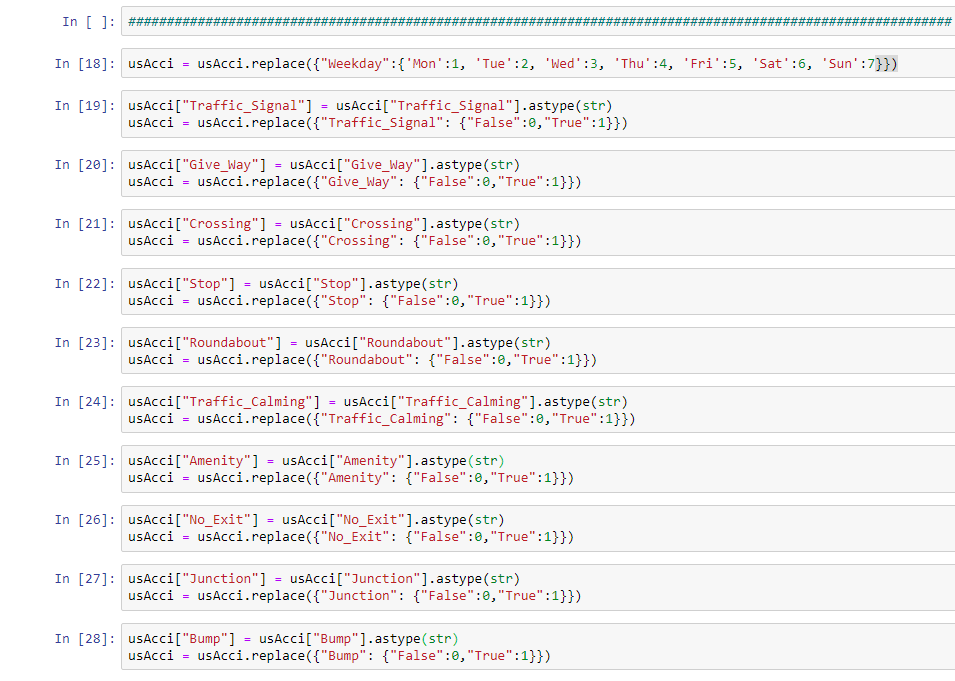 In [ ]: ###########################################################################################################
In [18]: usAcci = usAcci.replace({"Weekday":{'Mon':1, 'Tue':2, 'Wed':3, 'Thu':4, 'Fri':5, 'Sat':6, 'Sun':7}})
In [19]: usAcci["Traffic_Signal"] = usAcci["Traffic_Signal"].astype(str)
usAcci = usAcci.replace({"Traffic_Signal": {"False":0,"True":1}})
In [20]: usAcci["Give_Way"] = usAcci["Give_Way"].astype(str)
usAcci = usAcci.replace({"Give_Way": {"False":0,"True":1}})
In [21]: usAcci["Crossing"] = usAcci["Crossing"].astype(str)
usAcci = usAcci.replace({"Crossing": {"False":0,"True":1}})
In [22]: usAcci["Stop"] = usAcci["Stop"].astype(str)
usAcci = usAcci.replace({"Stop": {"False":0,"True":1}})
In [23]: usAcci["Roundabout"] = usAcci["Roundabout"].astype(str)
usAcci = usAcci.replace({"Roundabout": {"False":0,"True":1}})
In [24]: usAcci["Traffic_Calming"] = usAcci["Traffic_Calming"].astype(str)
usAcci = usAcci.replace({"Traffic_Calming": {"False":0,"True":1}})
In [25]: usAcci["Amenity"] = usAcci["Amenity"].astype(str)
usAcci = usAcci.replace({"Amenity": {"False":0,"True":1}})
In [26]: usAcci["No_Exit"] = usAcci["No_Exit"].astype(str)
usAcci = usAcci.replace({"No_Exit": {"False":0,"True":1}})
In [27]: usAcci["Junction"] = usAcci["Junction"].astype(str)
usAcci = usAcci.replace({"Junction": {"False":0,"True":1}})
In [28]: usAcci["Bump"] = usAcci["Bump"].astype(str)
usAcci = usAcci.replace({"Bump": {"False":0,"True":1}})